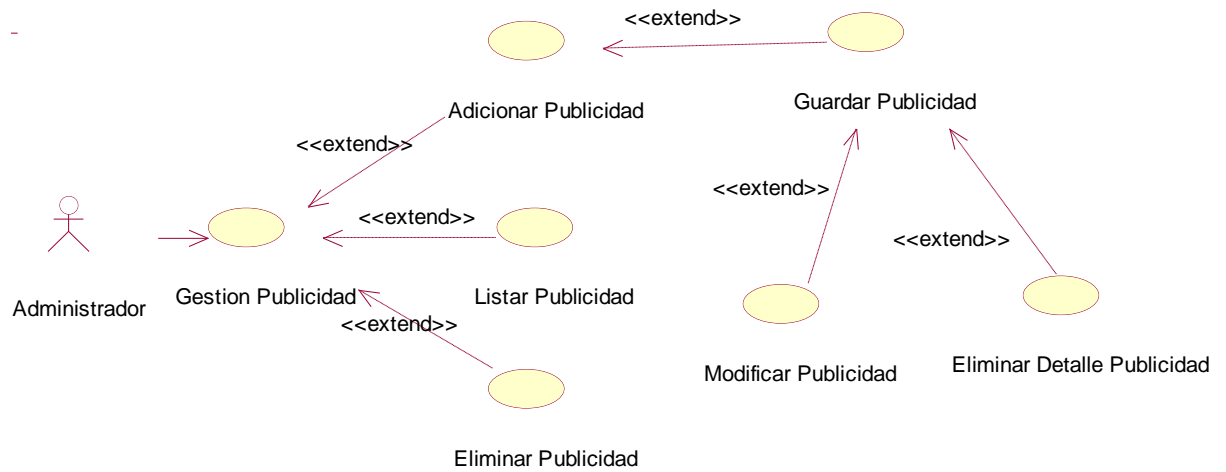 <<extend>>
Adicionar Publicidad
Guardar Publicidad
<<extend>>
<<extend>>
<<extend>>
<<extend>>
Administrador
Gestion Publicidad
Listar Publicidad
<<extend>>
Modificar Publicidad
Eliminar Detalle Publicidad
Eliminar Publicidad